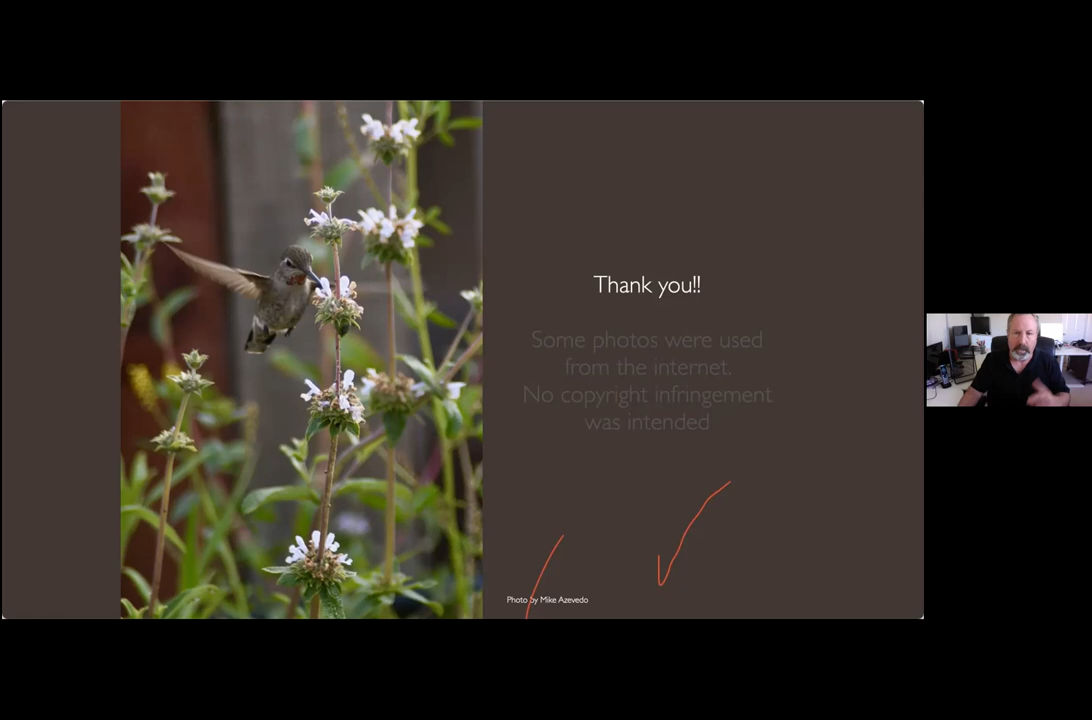 Thank you!!
Some photos were used
from the internet.
No copyright infringement
was intended
Photo by Mike Azevedo